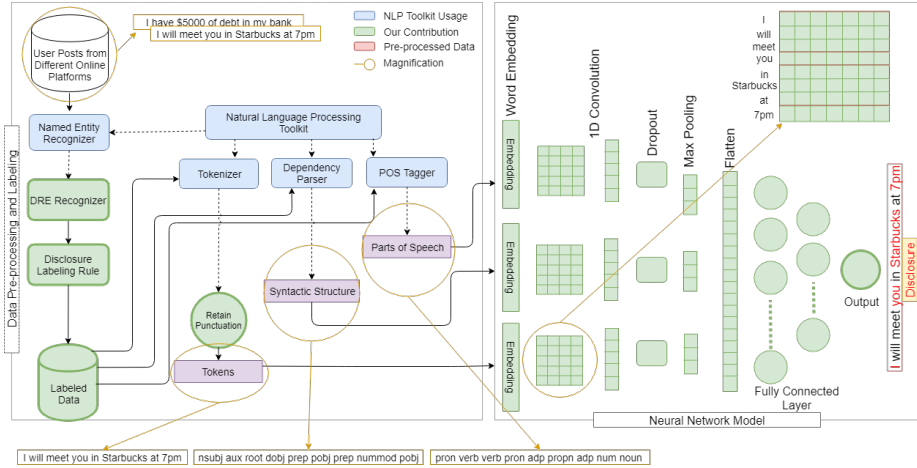 I have $5000 of debt in my bank
I will meet you in Starbucks at 7pm
User Posts from
Different Online
Platforms
NLP Toolkit Usage
Our Contribution
Pre-processed Data
Magnification
Data Pre-processing and Labeling
Named Entity
Recognizer
Natural Language Processing
Toolkit
Tokenizer
Dependency
Parser
POS Tagger
DRE Recognizer
Disclosure
Labeling Rule
Labeled
Data
Retain
Punctuation
Tokens
Syntactic Structure
Parts of Speech
I will meet you in Starbucks at 7pm
nsubj aux root dobj prep pobj prep nummod pobj
pron verb verb pron adp propn adp num noun
Word Embedding
Embedding
Embedding
Embedding
1D Convolution
Dropout
Max Pooling
Flatten
I
will
meet
you
in
Starbucks
at
7pm
Fully Connected
Layer
Output
I will meet you in Starbucks at 7pm
Disclosure
Neural Network Model